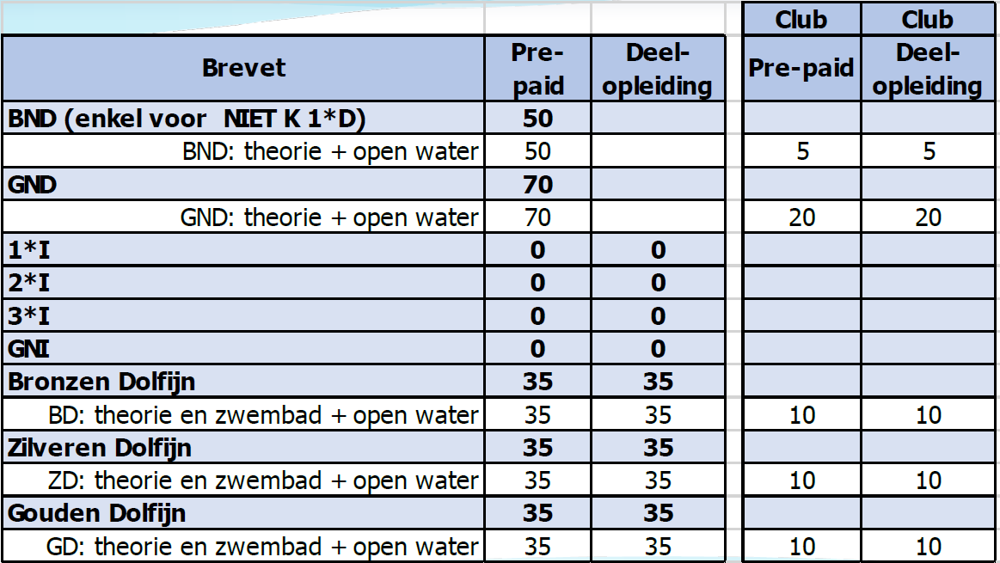 Club Club
Brevet Pre-paid Deel-opleiding Pre-paid Deel-opleiding
BND (enkel voor NIET K 1*D) 50
BND: theorie + open water 50 5 5
GND 70
GND: theorie + open water 70 20 20
1*I 0 0
2*I 0 0
3*I 0 0
GNI 0 0
Bronzen Dolfijn 35 35
BD: theorie en zwembad + open water 35 35 10 10
Zilveren Dolfijn 35 35
ZD: theorie en zwembad + open water 35 35 10 10
Gouden Dolfijn 35 35
GD: theorie en zwembad + open water 35 35 10 10